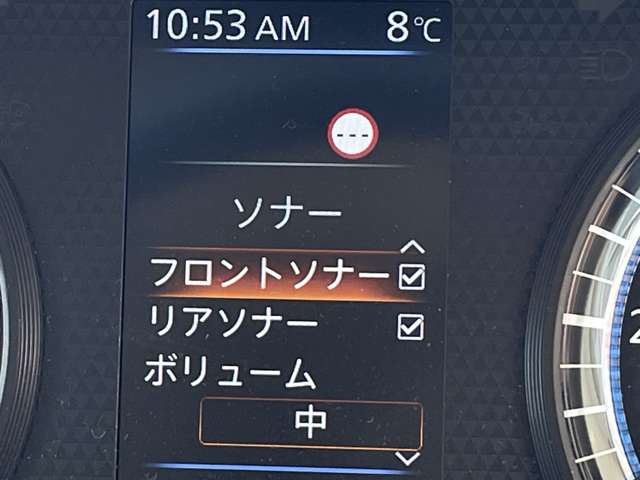 10:53 AM 8℃
---
ソナー
フロントソナー
リアソナー
ボリューム
中
2